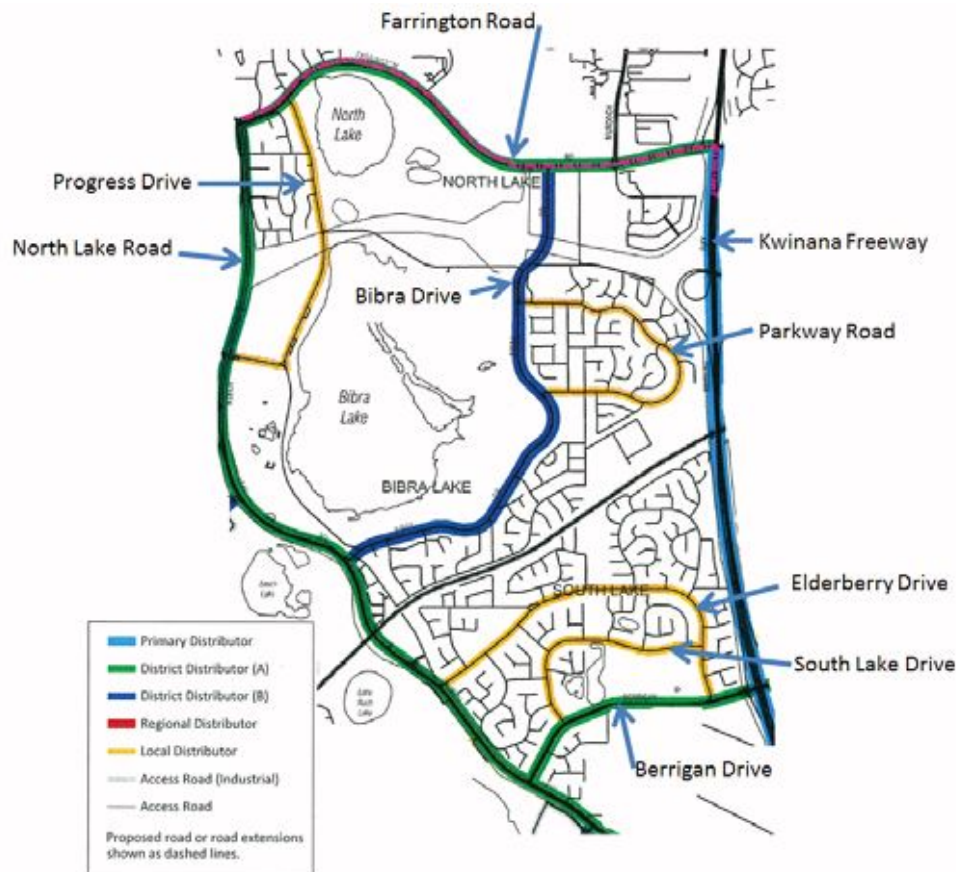 Farrington Road
North
Lake
Progress Drive
NORTH LAKE
North Lake Road
Kwinana Freeway
Bibra Drive
Parkway Road
Bibra
Lake
BIBRA LAKE
Elderberry Drive
SOUTH LAKE
South Lake Drive
Berrigan Drive
Primary Distributor
District Distributor (A)
District Distributor (B)
Regional Distributor
Local Distributor
Access Road (Industrial)
Access Road
Proposed road or road extensions
shown as dashed lines.